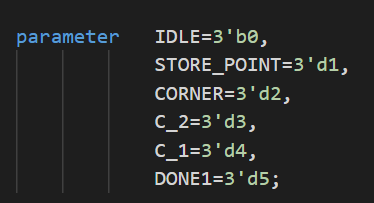 parameter IDLE=3'b0,
STORE_POINT=3'd1,
CORNER=3'd2,
C_2=3'd3,
C_1=3'd4,
DONE1=3'd5;